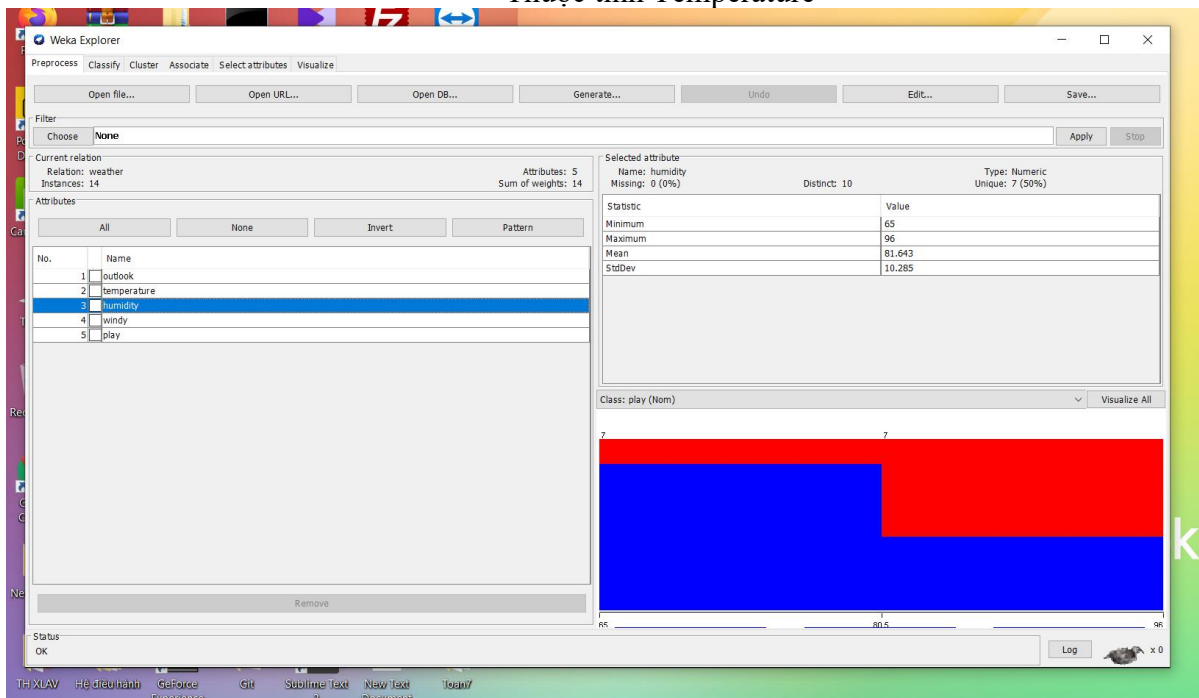 Thuộc tính Temperature
Weka Explorer
Preprocess Classify Cluster Associate Select attributes Visualize
Open file... Open URL... Open DB... Generate... Undo Edit... Save...
Filter
Choose None Apply Stop
Current relation
Relation: weather Attributes: 5
Instances: 14 Sum of weights: 14
Selected attribute
Name: humidity Type: Numeric
Missing: 0 (0%) Distinct: 10 Unique: 7 (50%)
Attributes
All None Invert Pattern
No. Name
1 outlook
2 temperature
3 humidity
4 windy
5 play
Remove
Statistic Value
Minimum 65
Maximum 96
Mean 81.643
StdDev 10.285
Class: play (Nom) Visualize All
7 7
65 80.5 96
Status
OK
Log x 0
k
TH XLAV Hệ điều hành GeForce Git Sublime Text New Text Toan7